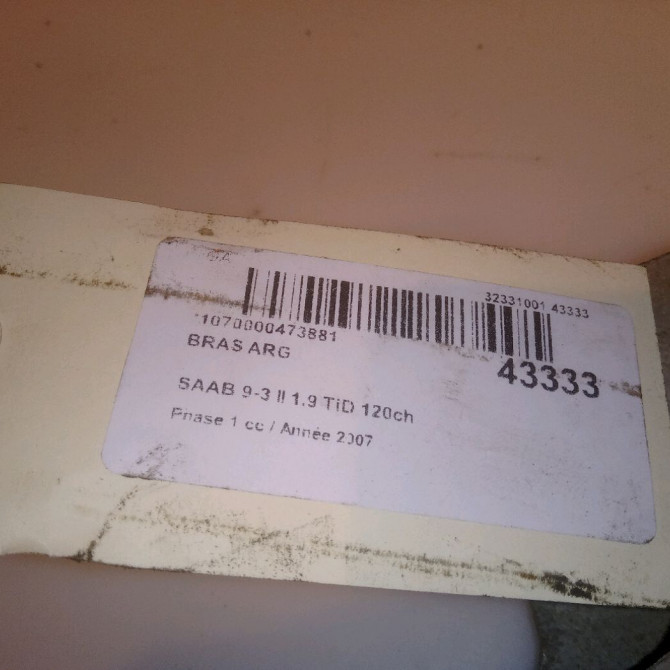 32331001 43333
*1070000473881
BRAS ARG
43333
SAAB 9-3 II 1.9 TiD 120ch
Phase 1 cc / Année 2007